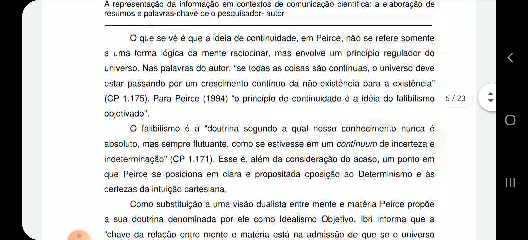 A representação da informação em contextos de comunicação científica: a elaboração de
resumos e palavras-chave pelo pesquisador- autor
O que se vê é que a ideia de continuidade, em Peirce, não se refere somente
a uma forma lógica da mente raciocinar, mas envolve um princípio regulador do
universo. Nas palavras do autor, “se todas as coisas são contínuas, o universo deve
estar passando por um crescimento contínuo da não-existência para a existência”
(CP 1.175). Para Peirce (1994) “o princípio de continuidade é a idéia do falibilismo
objetivado”.
5 / 23
O falibilismo é a “doutrina segundo a qual nosso conhecimento nunca é
absoluto, mas sempre flutuante, como se estivesse em um continuum de incerteza e
indeterminação” (CP 1.171). Esse é, além da consideração do acaso, um ponto em
que Peirce se posiciona em clara e propositada oposição ao Determinismo e às
certezas da intuição cartesiana.
Como substituição a uma visão dualista entre mente e matéria Peirce propõe
a sua doutrina denominada por ele como Idealismo Objetivo. Ibri informa que a
“chave da relação entre mente e matéria está na admissão de que se o universo